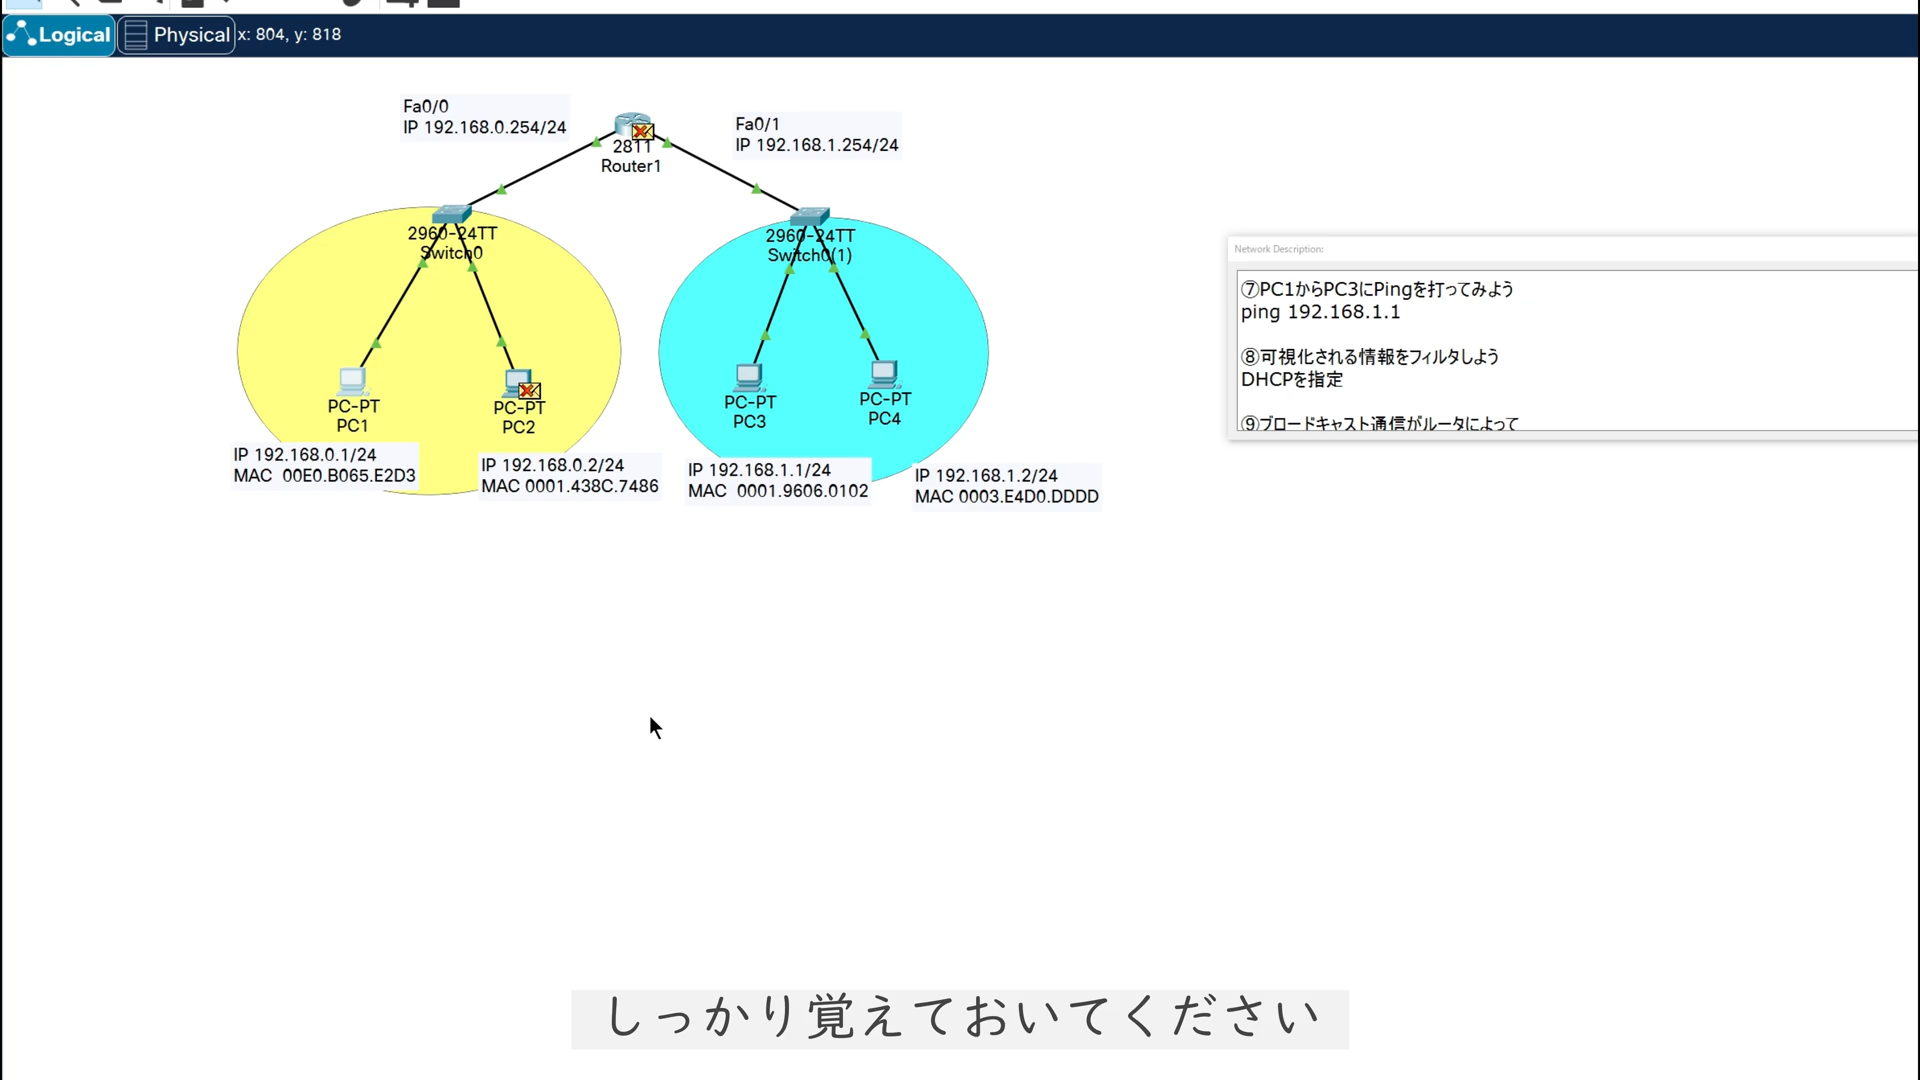 Logical
Physical
x: 804, y: 818
Fa0/0
IP 192.168.0.254/24
Fa0/1
IP 192.168.1.254/24
2811
Router1
2960-24TT
Switch0
2960-24TT
Switch0(1)
PC-PT
PC1
PC-PT
PC2
PC-PT
PC3
PC-PT
PC4
IP 192.168.0.1/24
MAC 00E0.B065.E2D3
IP 192.168.0.2/24
MAC 0001.438C.7486
IP 192.168.1.1/24
MAC 0001.9606.0102
IP 192.168.1.2/24
MAC 0003.E4D0.DDDD
Network Description:
⑦PC1からPC3にPingを打ってみよう
ping 192.168.1.1
⑧可視化される情報をフィルタしよう
DHCPを指定
⑨ブロードキャスト通信がルータによって
しっかり覚えておいてください